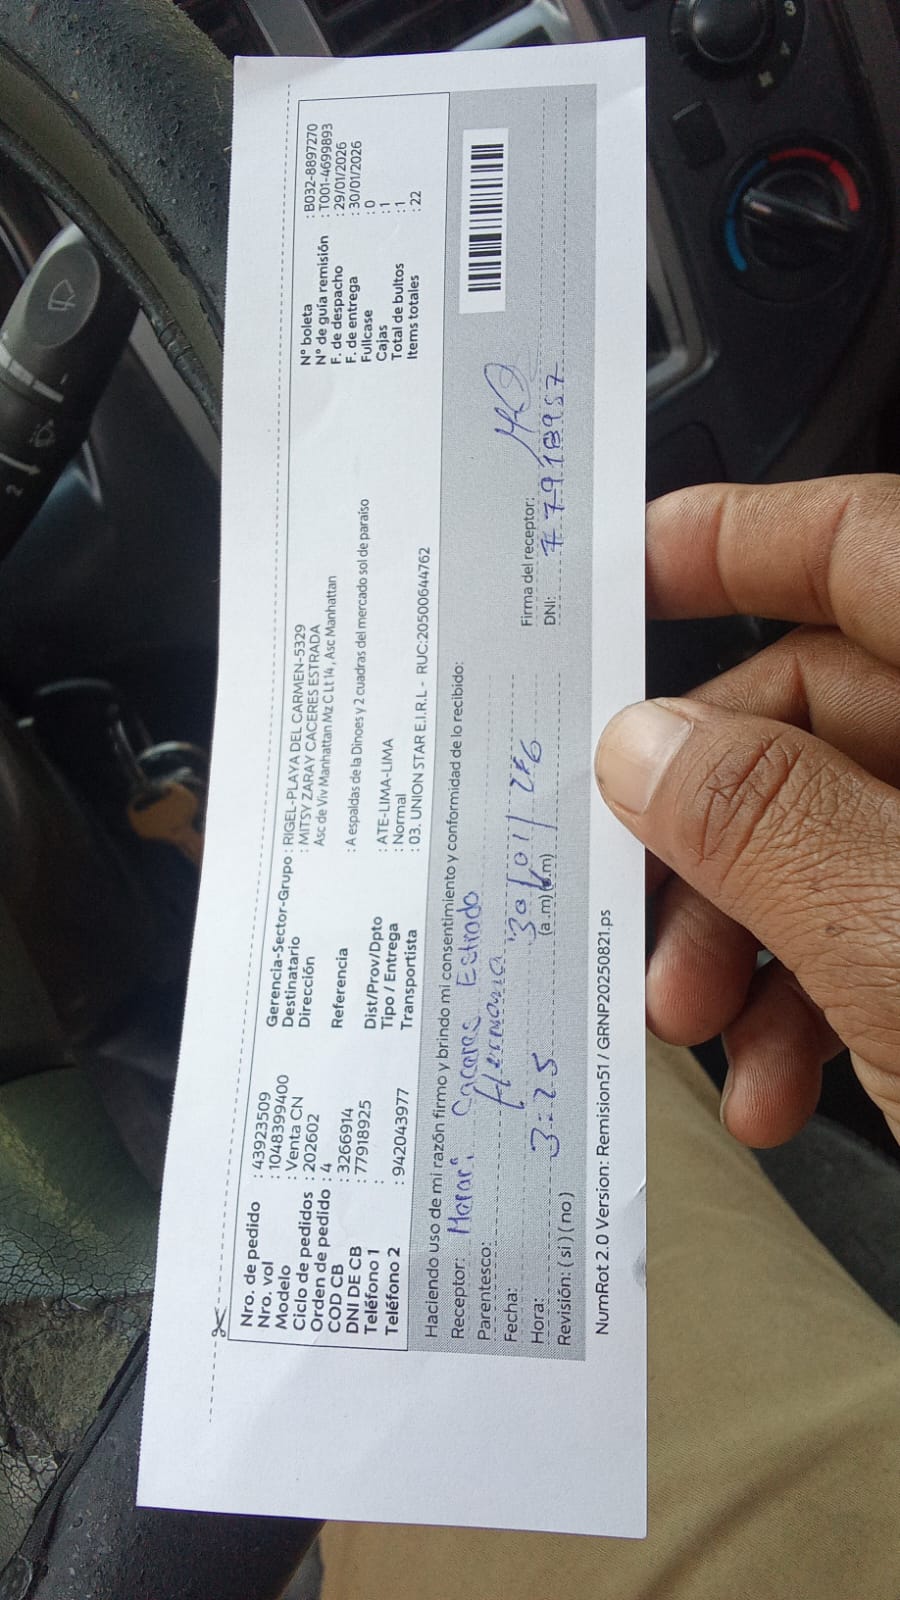 Nro. de pedido : 43923509
Nro. vol : 1048399400
Modelo : Venta CN
Ciclo de pedidos : 202602
Orden de pedido : 4
COD CB : 3266914
DNI DE CB : 77918925
Teléfono 1 :
Teléfono 2 : 942043977
Gerencia-Sector-Grupo : RIGEL-PLAYA DEL CARMEN-5329
Destinatario : MITSY ZARAY CACERES ESTRADA
Dirección Asc de Viv Manhattan Mz C Lt 14 , Asc Manhattan
Referencia : A espaldas de la Dinoes y 2 cuadras del mercado sol de paraiso
Dist/Prov/Dpto : ATE-LIMA-LIMA
Tipo / Entrega : Normal
Transportista : 03. UNION STAR E.I.R.L - RUC:20500644762
N° boleta : B032-8897270
N° de guía remisión : T001-4699893
F. de despacho : 29/01/2026
F. de entrega : 30/01/2026
Fullcase : 0
Cajas : 1
Total de bultos : 1
Items totales : 22
Haciendo uso de mi razón firmo y brindo mi consentimiento y conformidad de lo recibido:
Receptor: Estrado
Parentesco: Hermana
Fecha: 30/01/
Hora: 3:25 (a.m)(p.m)
Revisión: ( si ) ( no )
Firma del receptor:
DNI:
NumRot 2.0 Version: Remision51 / GRNP20250821.ps
2
3